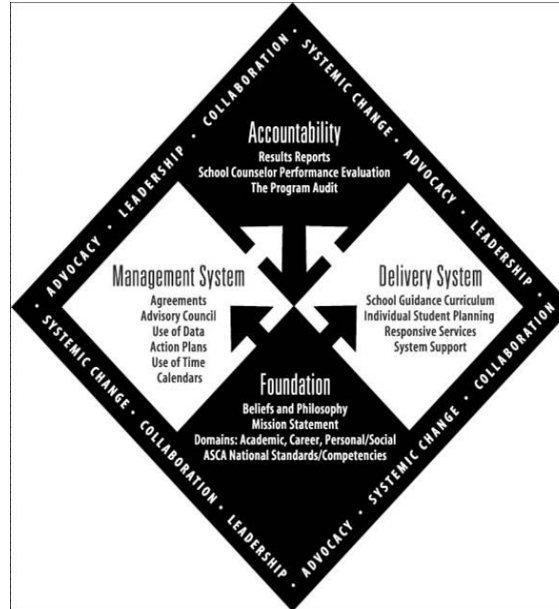 ADVOCACY • LEADERSHIP • COLLABORATION •
SYSTEMIC CHANGE • ADVOCACY • LEADERSHIP •
Accountability
Results Reports
School Counselor Performance Evaluation
The Program Audit
Management System
Agreements
Advisory Council
Use of Data
Action Plans
Use of Time
Calendars
Delivery System
School Guidance Curriculum
Individual Student Planning
Responsive Services
System Support
Foundation
Beliefs and Philosophy
Mission Statement
Domains: Academic, Career, Personal/Social
ASCA National Standards/Competencies
• SYSTEMIC CHANGE • COLLABORATION • LEADERSHIP •
ADVOCACY • SYSTEMIC CHANGE • COLLABORATION